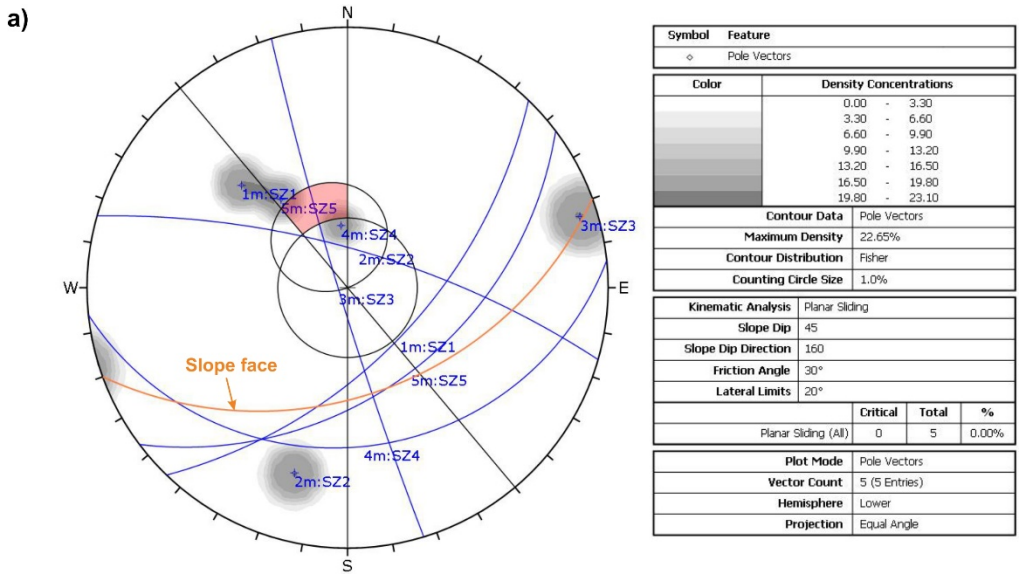 a)
N
W
E
S
1m:SZ1
5m:SZ5
4m:SZ4
2m:SZ2
3m:SZ3
3m:SZ3
1m:SZ1
5m:SZ5
Slope face
4m:SZ4
2m:SZ2
Symbol Feature
Pole Vectors
Color Density Concentrations
0.00 - 3.30
3.30 - 6.60
6.60 - 9.90
9.90 - 13.20
13.20 - 16.50
16.50 - 19.80
19.80 - 23.10
Contour Data Pole Vectors
Maximum Density 22.65%
Contour Distribution Fisher
Counting Circle Size 1.0%
Kinematic Analysis Planar Sliding
Slope Dip 45
Slope Dip Direction 160
Friction Angle 30°
Lateral Limits 20°
Critical Total %
Planar Sliding (All) 0 5 0.00%
Plot Mode Pole Vectors
Vector Count 5 (5 Entries)
Hemisphere Lower
Projection Equal Angle